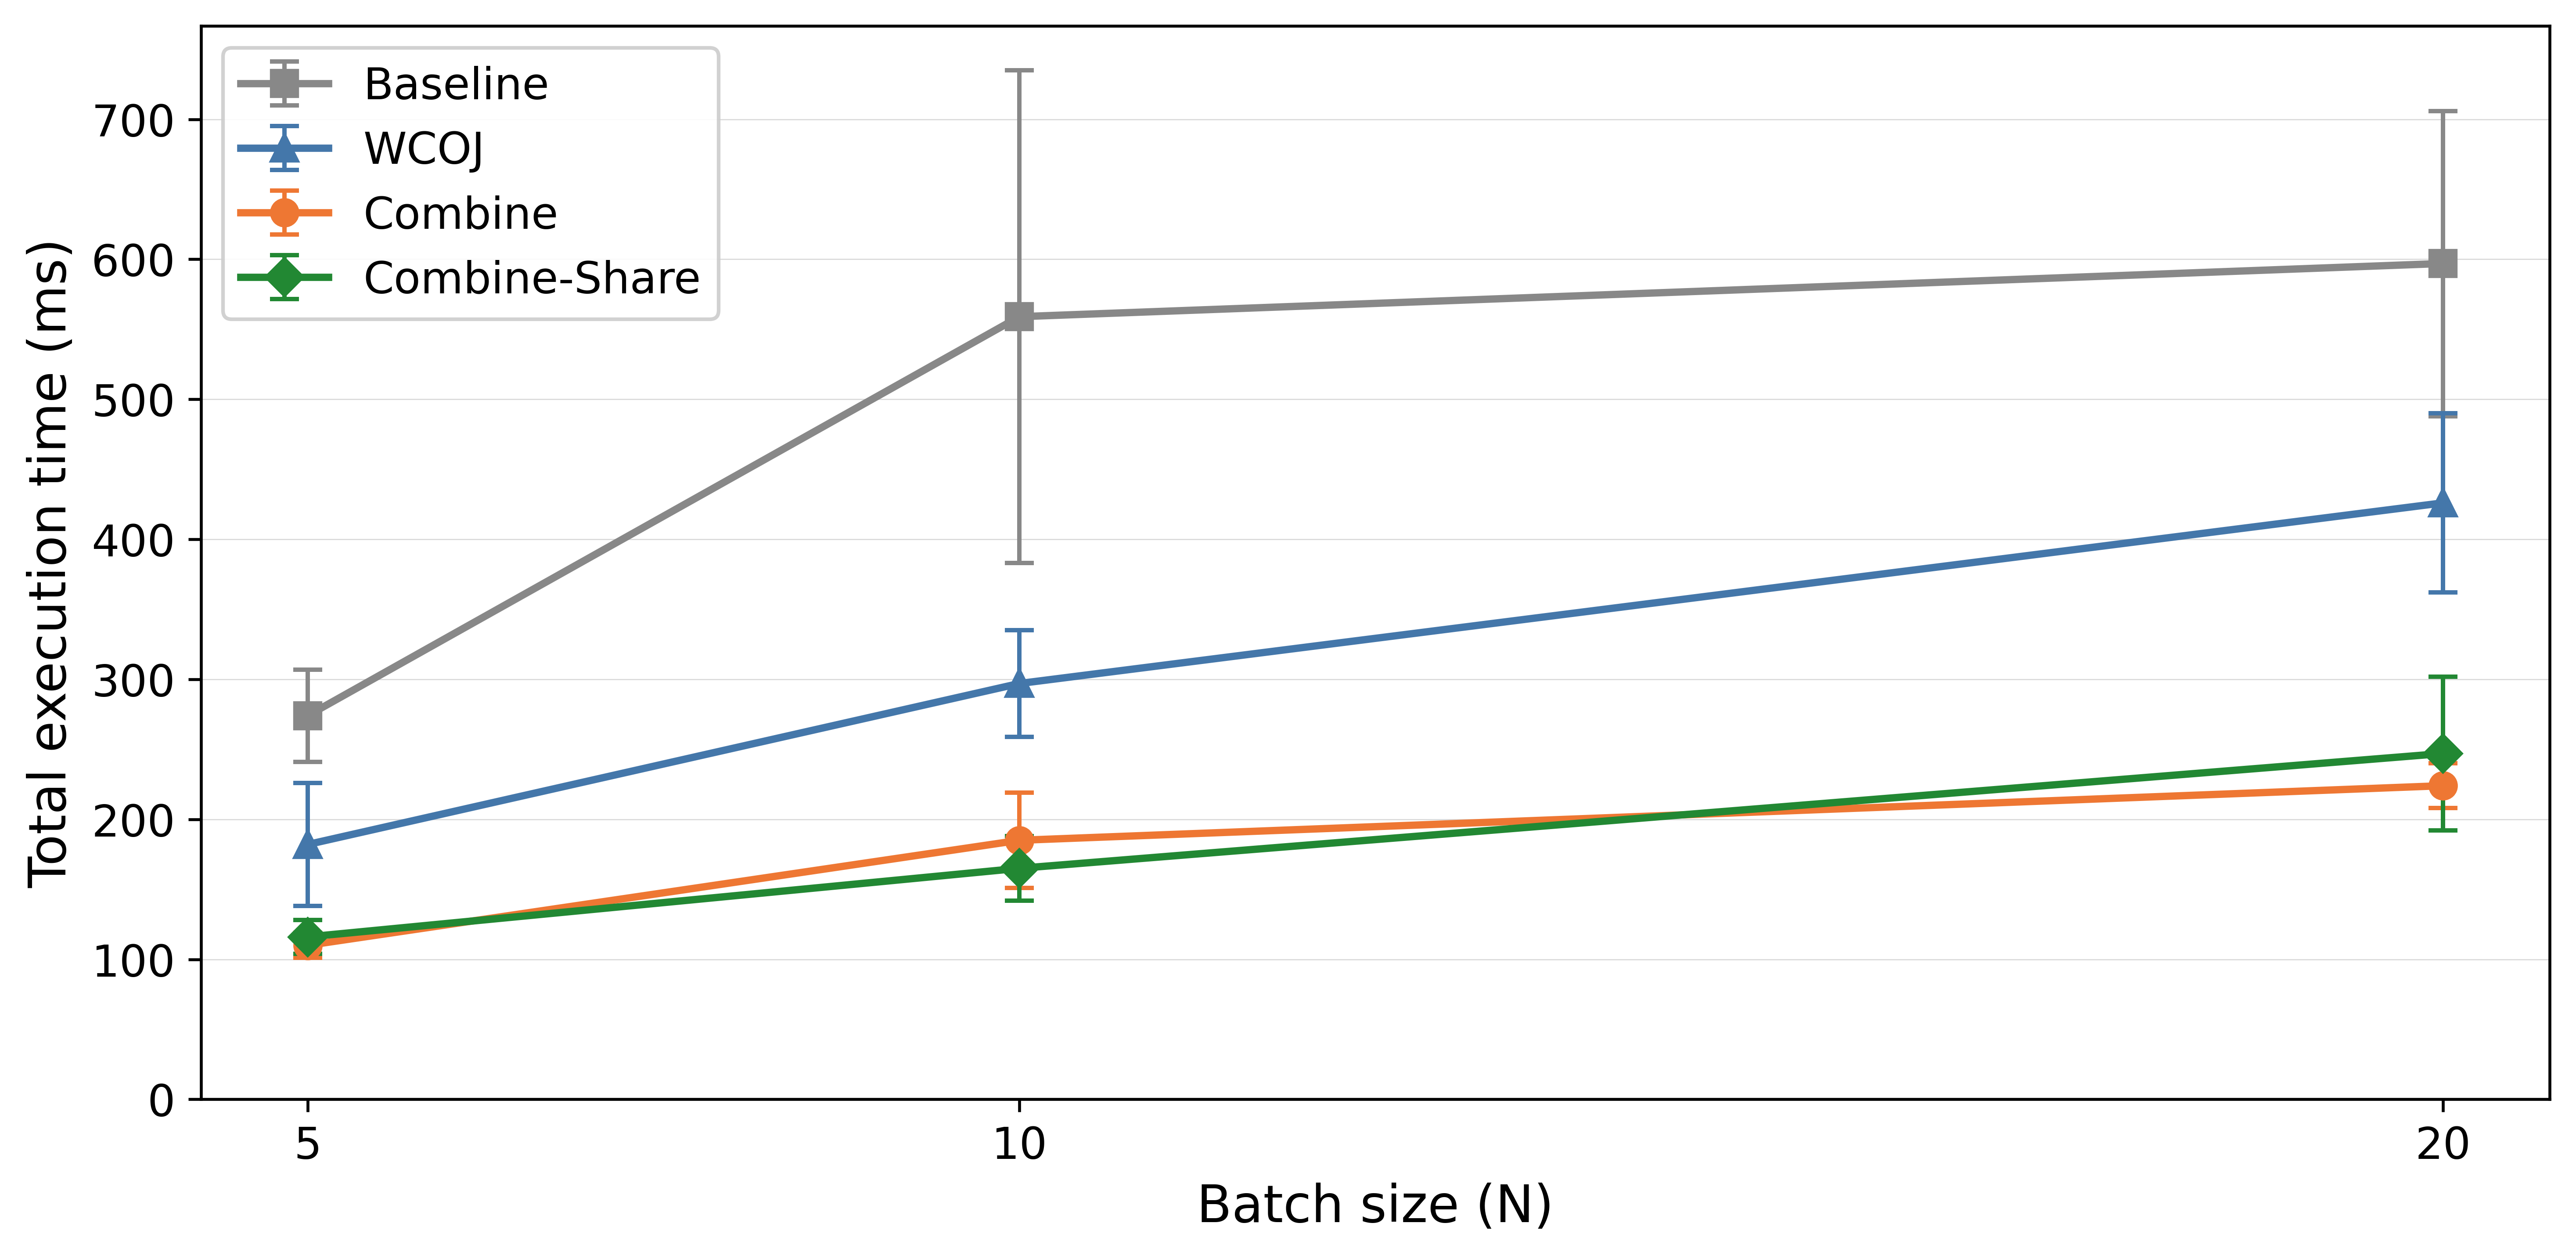 Baseline
WCOJ
Combine
Combine-Share
Total execution time (ms)
700
600
500
400
300
200
100
0
5
10
20
Batch size (N)